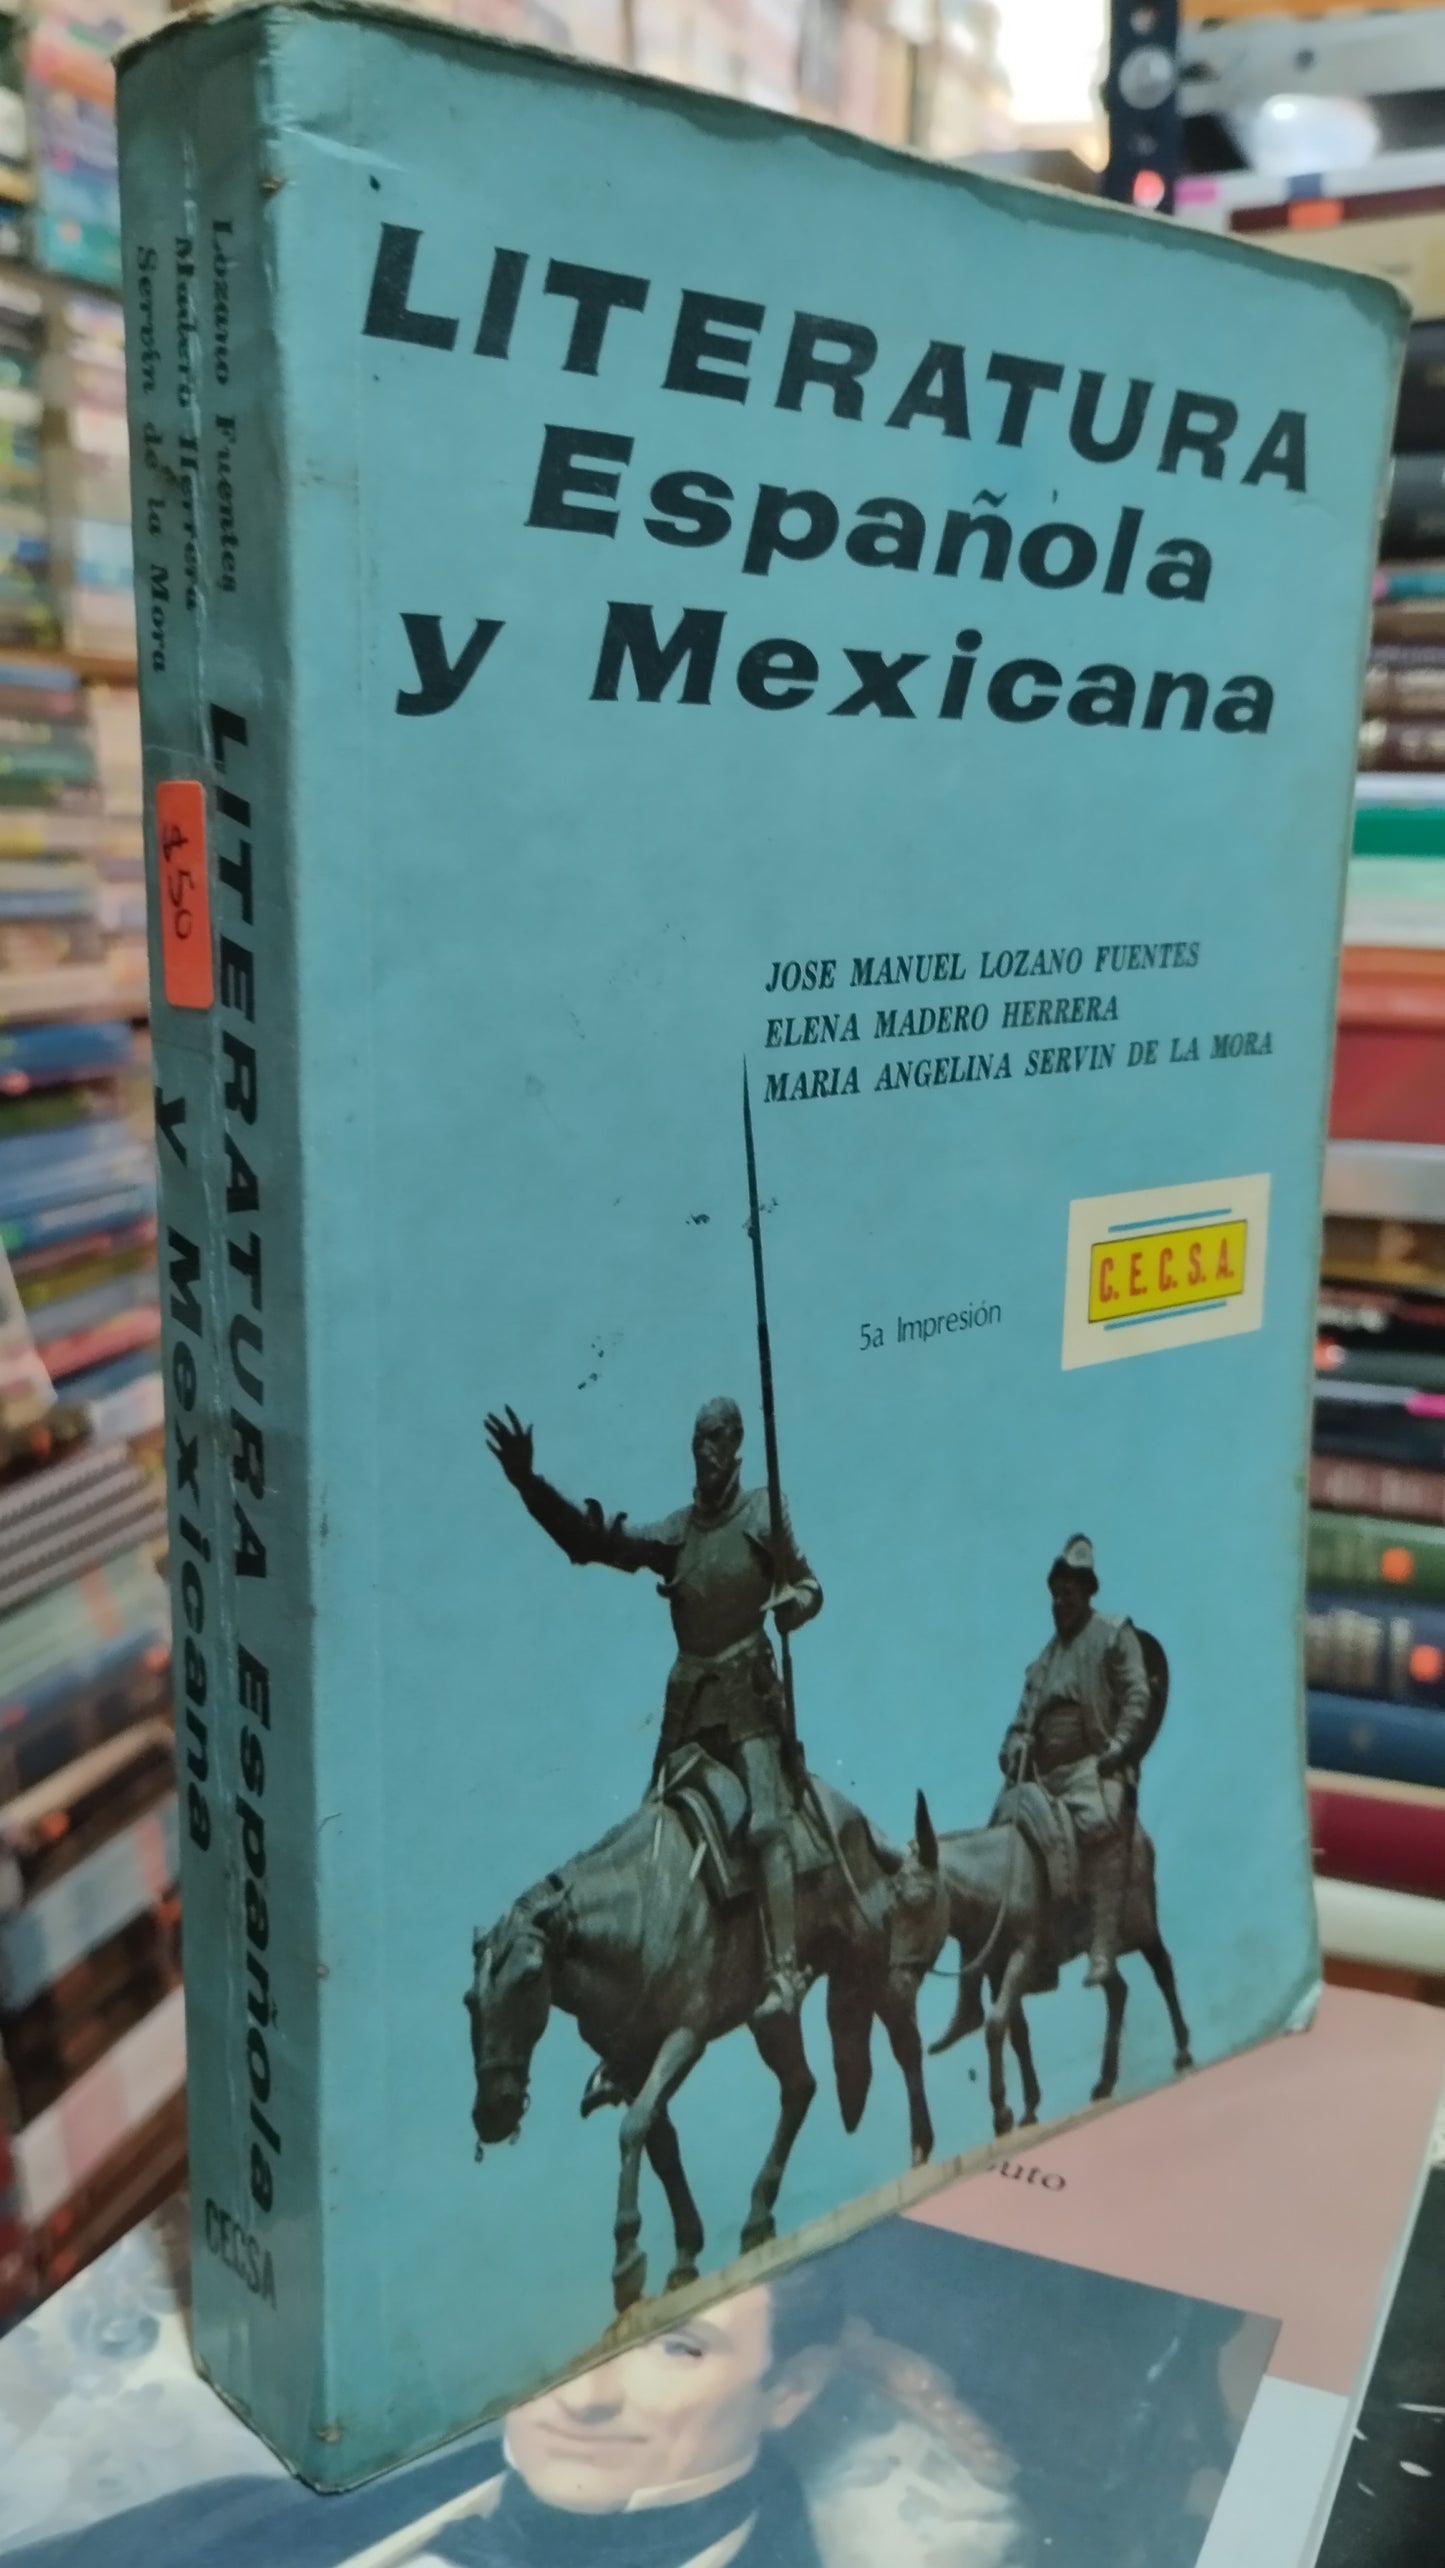 LITERATURA
Española
y Mexicana
JOSE MANUEL LOZANO FUENTES
ELENA MADERO HERRERA
MARIA ANGELINA SERVIN DE LA MORA
C. E. C. S. A.
5a Impresión
Lozano Fuentes
Madero Herrera
Servín de la Mora
LITERATURA Española
y Mexicana
CECSA
$50